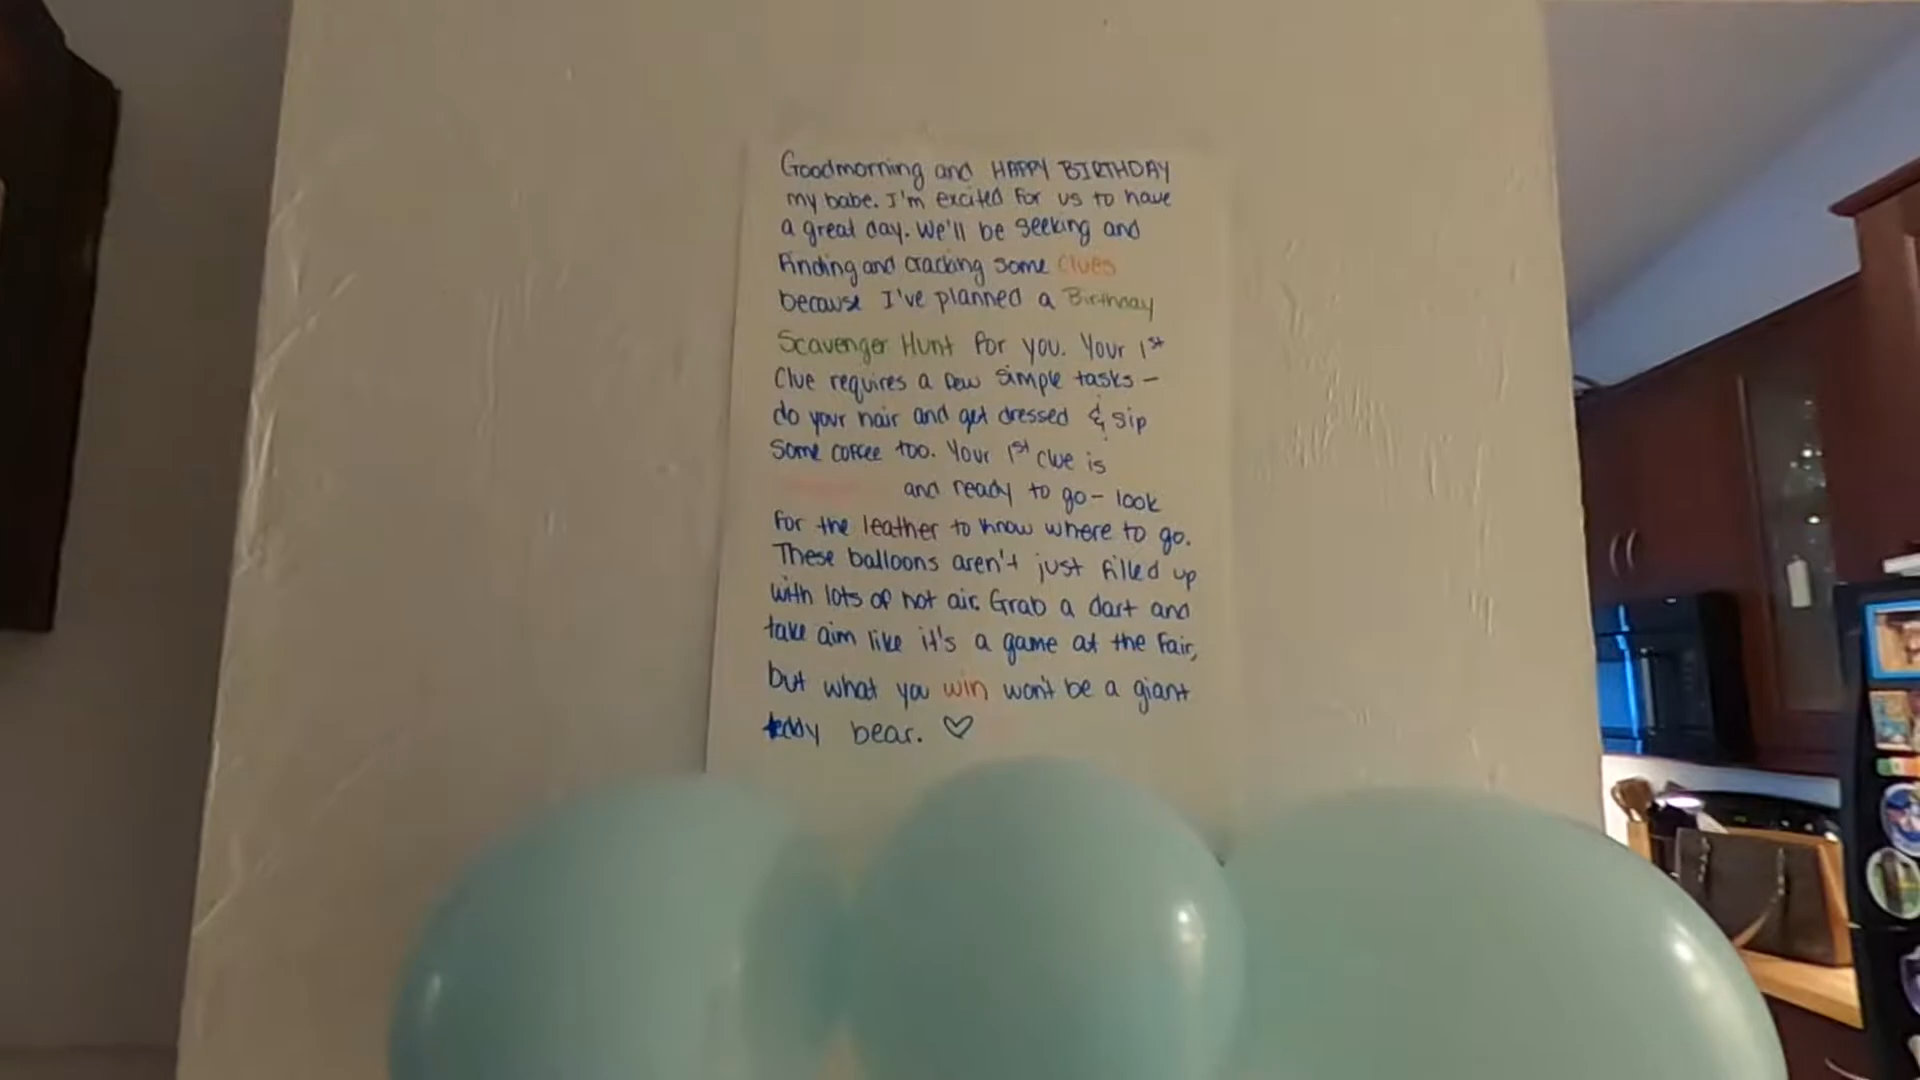 Goodmorning and HAPPY BIRTHDAY
my babe. I'm excited for us to have
a great day. We'll be seeking and
finding and cracking some clues
because I've planned a Birthday
Scavenger Hunt for you. Your 1st
clue requires a few simple tasks -
do your hair and get dressed & sip
some coffee too. Your 1st clue is
and ready to go - look
for the leather to know where to go.
These balloons aren't just filled up
with lots of hot air. Grab a dart and
take aim like it's a game at the fair,
but what you win won't be a giant
teddy bear. ♡